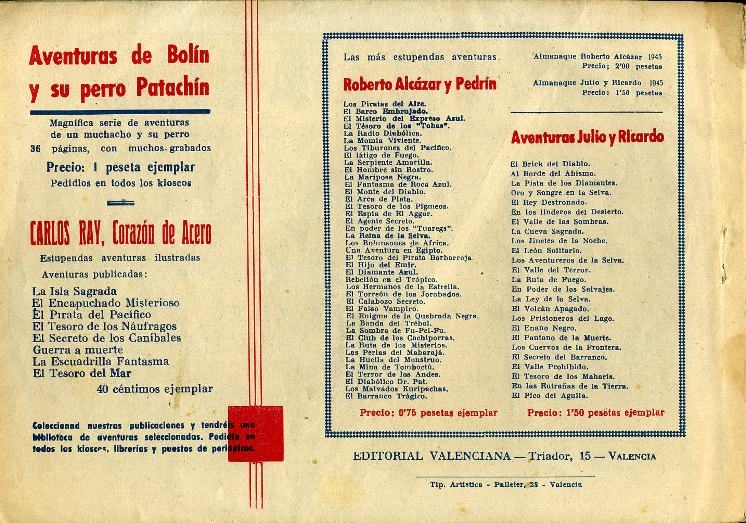 Aventuras de Bolín
y su perro Patachín
Magnífica serie de aventuras
de un muchacho y su perro
36 páginas, con muchos grabados
Precio: 1 peseta ejemplar
Pedidlos en todos los kioscos
CARLOS RAY, Corazón de Acero
Estupendas aventuras ilustradas
Aventuras publicadas:
La Isla Sagrada
El Encapuchado Misterioso
El Pirata del Pacífico
El Tesoro de los Náufragos
El Secreto de los Caníbales
Guerra a muerte
La Escuadrilla Fantasma
El Tesoro del Mar
40 céntimos ejemplar
Coleccionad nuestras publicaciones y tendréis una
biblioteca de aventuras seleccionadas. Pedidlo en
todos los kioscos, librerías y puestos de periódicos.
Las más estupendas aventuras.
Roberto Alcázar y Pedrín
Los Piratas del Aire.
El Barco Embrujado.
El Misterio del Expreso Azul.
El Tesoro de los "Tobas".
La Radio Diabólica.
La Momia Viviente.
Los Tiburones del Pacífico.
El látigo de Fuego.
La Serpiente Amarilla.
El Hombre sin Rostro.
La Mariposa Negra.
El Fantasma de Roca Azul.
El Monte del Diablo.
El Arca de Plata.
El Tesoro de los Pigmeos.
El Espía de El Aggar.
El Agente Secreto.
En poder de los "Tuaregs".
La Reina de la Selva.
Los Robinsones de Africa.
Una Aventura en Egipto.
El Tesoro del Pirata Barbarroja.
El Hijo del Emir.
El Diamante Azul.
Rebelión en el Trópico.
Los Hermanos de la Estrella.
El Torreón de los Jorobados.
El Calabozo Secreto.
El Falso Vampiro.
El Enigma de la Quebrada Negra.
La Banda del Trébol.
La Sombra de Fu-Pei-Fu.
El Club de los Cachiporras.
La Ruta de los Misterios.
Las Perlas del Maharajá.
La Huella del Monstruo.
La Mina de Tomboctú.
El Terror de los Andes.
El Diabólico Dr. Pat.
Los Malvados Kuripachas.
El Barranco Trágico.
Precio: 0'75 pesetas ejemplar
Almanaque Roberto Alcázar 1945
Precio; 2'00 pesetas
Almanaque Julio y Ricardo 1945
Precio: 1'50 pesetas
Aventuras Julio y Ricardo
El Brick del Diablo.
Al Borde del Abismo.
La Pista de los Diamantes.
Oro y Sangre en la Selva.
El Rey Destronado.
En los linderos del Desierto.
El Valle de las Sombras.
La Cueva Sagrada.
Los Jinetes de la Noche.
El León Solitario.
Los Aventureros de la Selva.
El Valle del Terror.
La Ruta de Fuego.
En Poder de los Salvajes.
La Ley de la Selva.
El Volcán Apagado.
Los Prisioneros del Lago.
El Enano Negro.
El Pantano de la Muerte.
Los Cuervos de la Frontera.
El Secreto del Barranco.
El Valle Prohibido.
El Tesoro de los Maharis.
En las Entrañas de la Tierra.
El Pico del Aguila.
Precio: 1'50 pesetas ejemplar
EDITORIAL VALENCIANA — Triador, 15 — VALENCIA
Tip. Artística - Palleter, 28 - Valencia